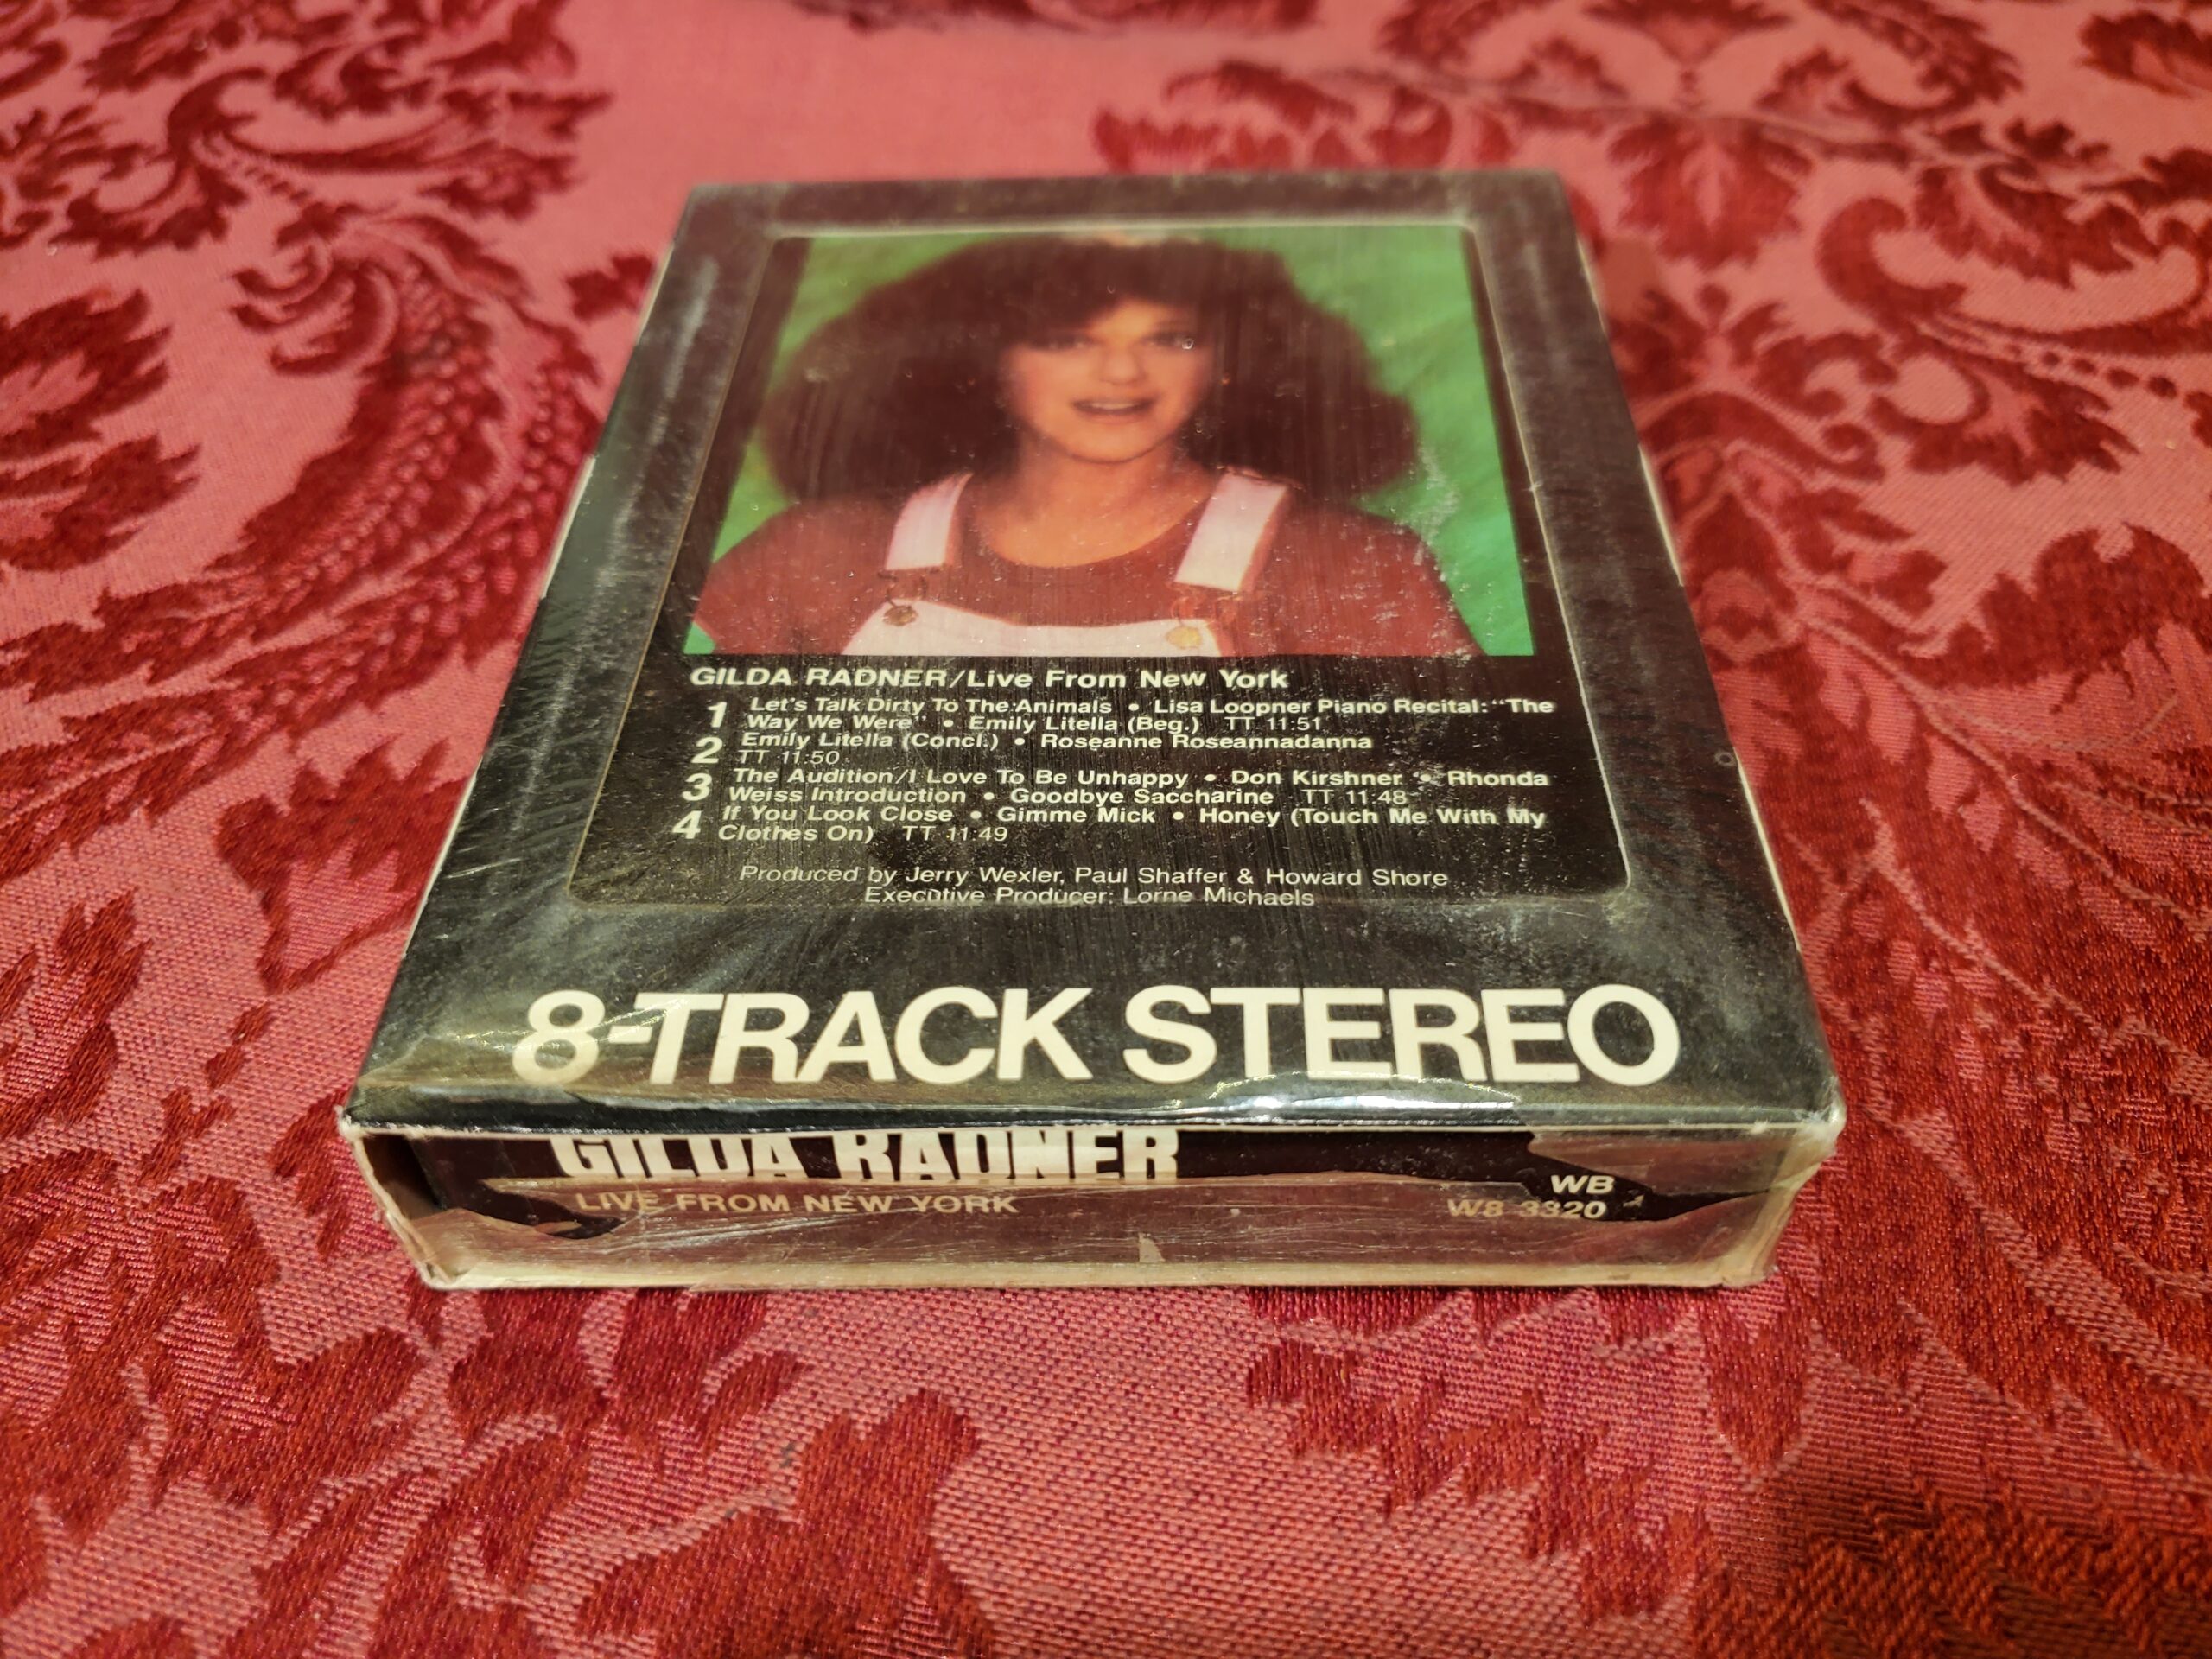 GILDA RADNER/Live From New York
1 Let's Talk Dirty To The Animals • Lisa Loopner Piano Recital: "The
Way We Were" • Emily Litella (Beg.) TT 11:51
2 Emily Litella (Concl.) • Roseanne Roseannadanna
TT 11:50
3 The Audition/I Love To Be Unhappy • Don Kirshner • Rhonda
Weiss Introduction • Goodbye Saccharine TT 11:48
4 If You Look Close • Gimme Mick • Honey (Touch Me With My
Clothes On) TT 11:49
Produced by Jerry Wexler, Paul Shaffer & Howard Shore
Executive Producer: Lorne Michaels
8-TRACK STEREO
GILDA RADNER
LIVE FROM NEW YORK
WB
W8 3320